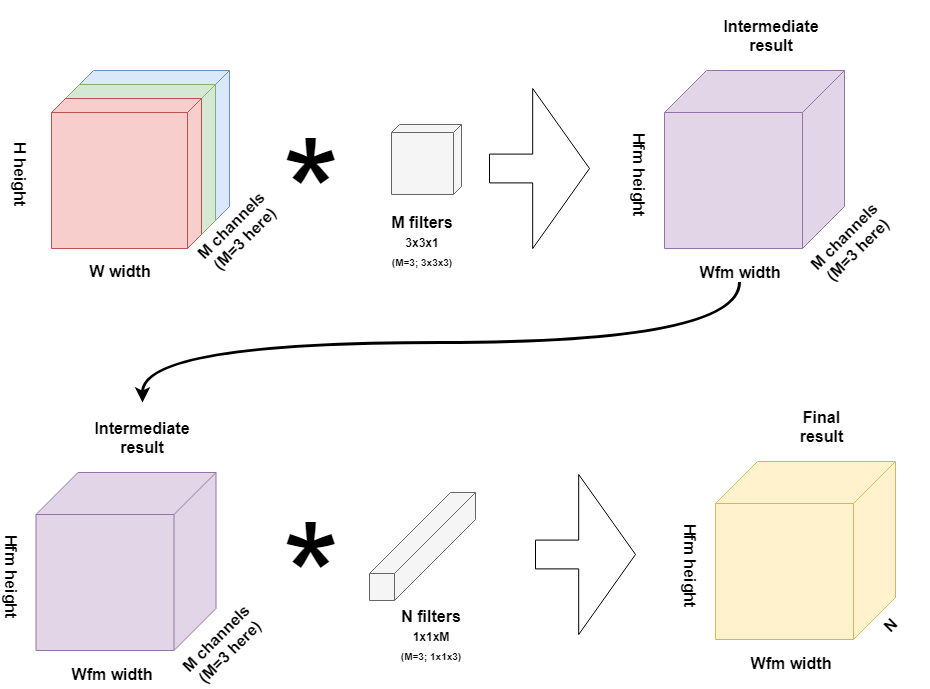 Intermediate
result
H height
*
Hfm height
M channels
(M=3 here)
M filters
3x3x1
(M=3; 3x3x3)
M channels
(M=3 here)
W width
Wfm width
Intermediate
result
Final
result
Hfm height
*
Hfm height
M channels
(M=3 here)
N filters
1x1xM
(M=3; 1x1x3)
N
Wfm width
Wfm width